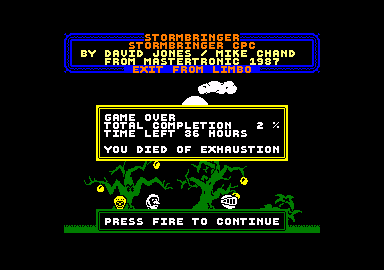 STORMBRINGER
STORMBRINGER CPC
BY DAVID JONES / MIKE CHAND
FROM MASTERTRONIC 1987
EXIT FROM LIMBO
GAME OVER
TOTAL COMPLETION 2 %
TIME LEFT 36 HOURS
YOU DIED OF EXHAUSTION
PRESS FIRE TO CONTINUE